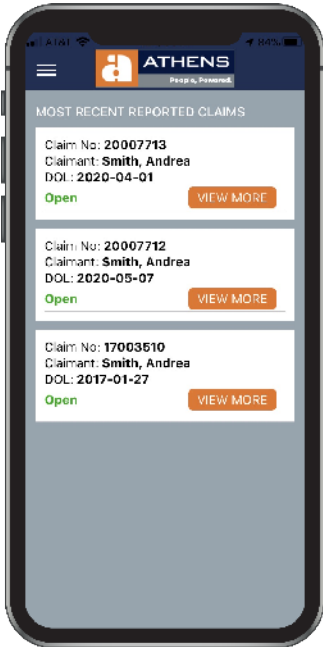 84%
ATHENS
People, Powered.
MOST RECENT REPORTED CLAIMS
Claim No: 20007713
Claimant: Smith, Andrea
DOL: 2020-04-01
Open
VIEW MORE
Claim No: 20007712
Claimant: Smith, Andrea
DOL: 2020-05-07
Open
VIEW MORE
Claim No: 17003510
Claimant: Smith, Andrea
DOL: 2017-01-27
Open
VIEW MORE